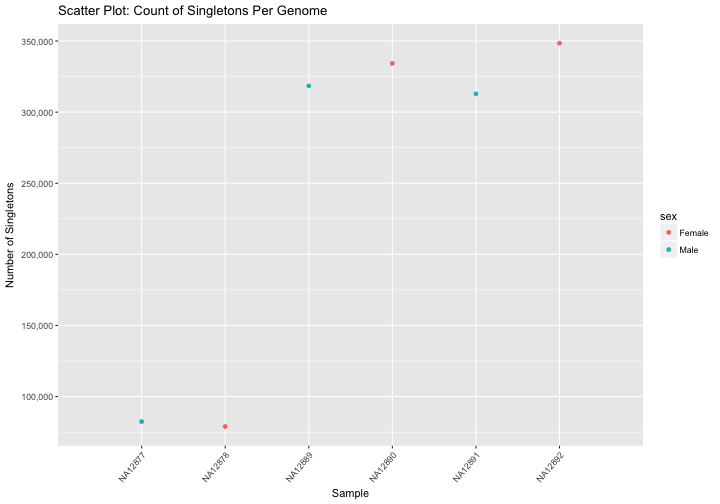 Scatter Plot: Count of Singletons Per Genome
350,000
300,000
250,000
200,000
150,000
100,000
Number of Singletons
NA12877
NA12878
NA12889
NA12890
NA12891
NA12892
Sample
sex
Female
Male